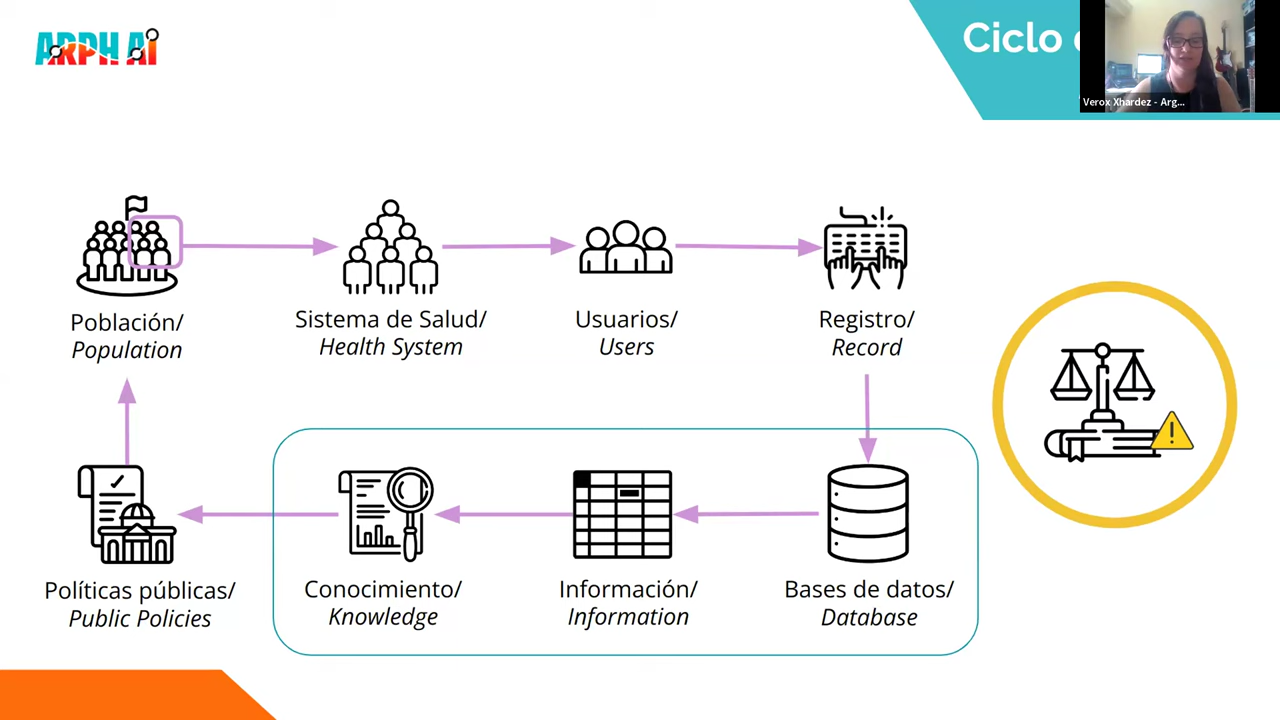 ARPH AI
Ciclo
Verox Xhardez - Arg...
Población/
Population
Sistema de Salud/
Health System
Usuarios/
Users
Registro/
Record
Políticas públicas/
Public Policies
Conocimiento/
Knowledge
Información/
Information
Bases de datos/
Database